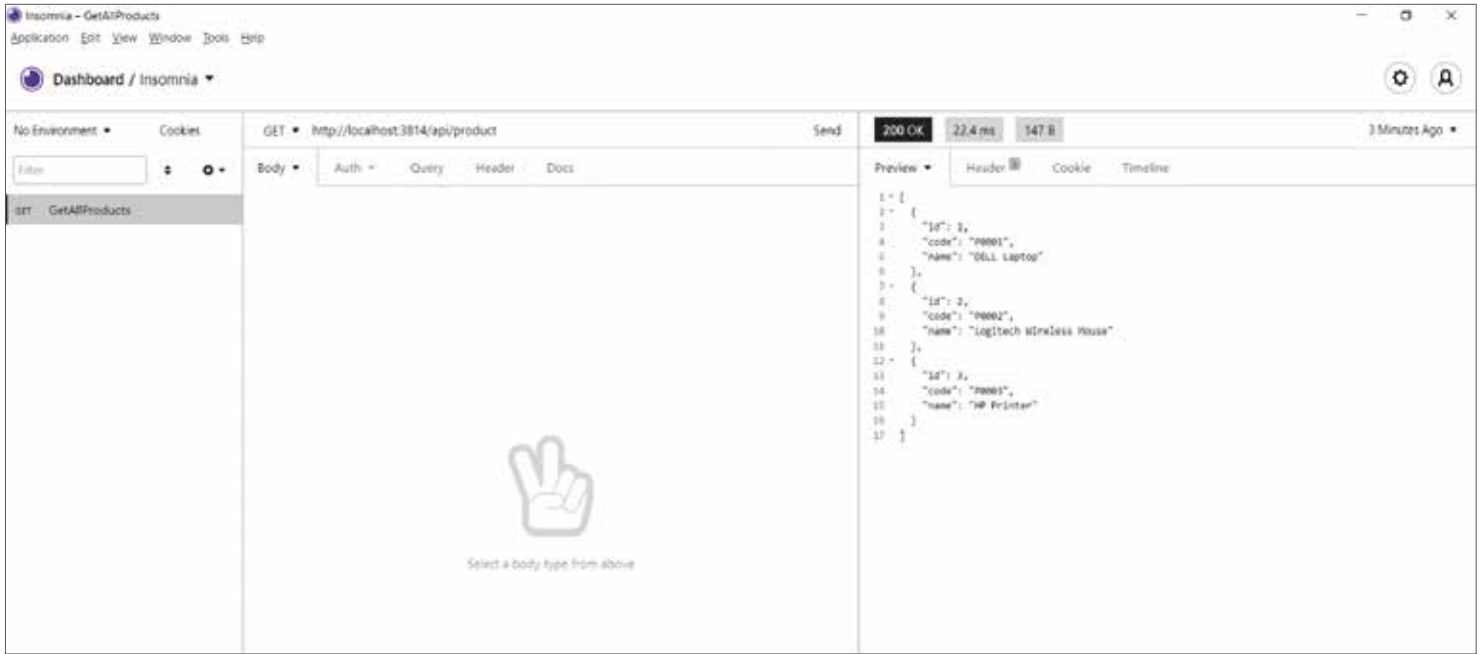 Insomnia – GetAllProducts
Application Edit View Window Tools Help
Dashboard / Insomnia
No Environment Cookies
GET http://localhost:3814/api/product Send
200 OK 22.4 ms 147 B 3 Minutes Ago
Filter
Body Auth Query Header Docs
Preview Header Cookie Timeline
GET GetAllProducts
1 [
2 {
3 "id": 1,
4 "code": "P0001",
5 "name": "DELL Laptop"
6 },
7 {
8 "id": 2,
9 "code": "P0002",
10 "name": "Logitech Wireless Mouse"
11 },
12 {
13 "id": 3,
14 "code": "P0003",
15 "name": "HP Printer"
16 }
17 ]
Select a body type from above